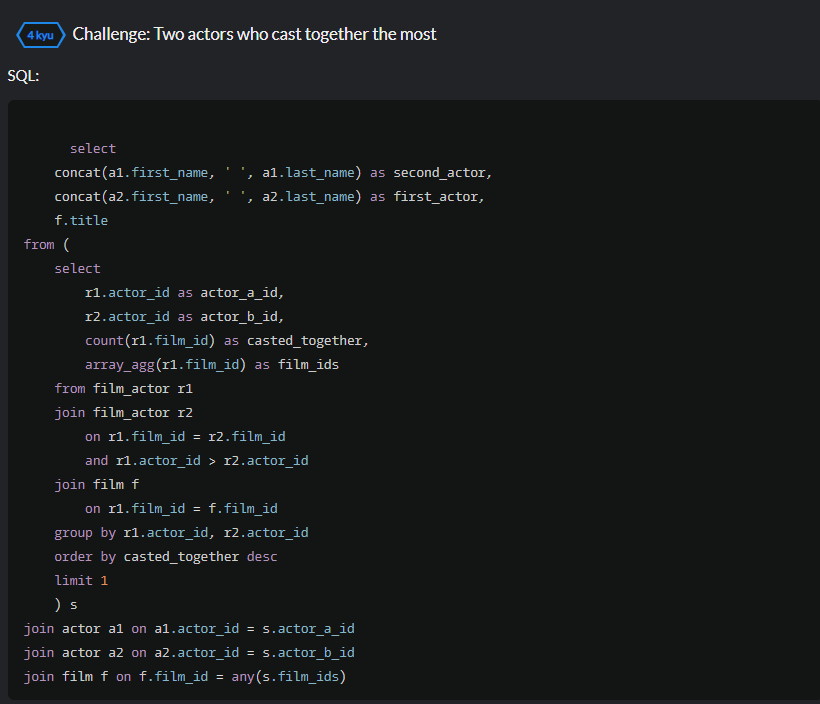 4 kyu Challenge: Two actors who cast together the most
SQL:
select
concat(a1.first_name, ' ', a1.last_name) as second_actor,
concat(a2.first_name, ' ', a2.last_name) as first_actor,
f.title
from (
select
r1.actor_id as actor_a_id,
r2.actor_id as actor_b_id,
count(r1.film_id) as casted_together,
array_agg(r1.film_id) as film_ids
from film_actor r1
join film_actor r2
on r1.film_id = r2.film_id
and r1.actor_id > r2.actor_id
join film f
on r1.film_id = f.film_id
group by r1.actor_id, r2.actor_id
order by casted_together desc
limit 1
) s
join actor a1 on a1.actor_id = s.actor_a_id
join actor a2 on a2.actor_id = s.actor_b_id
join film f on f.film_id = any(s.film_ids)